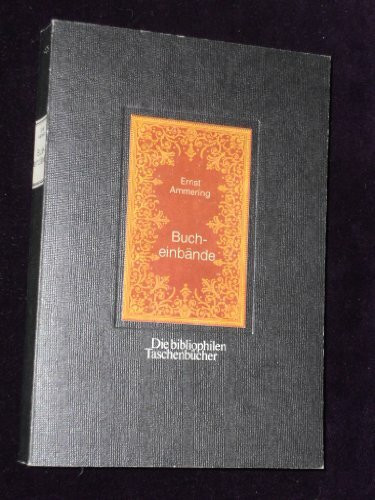 Ernst
Ammering
Buch-
einbände
Die bibliophilen
Taschenbücher